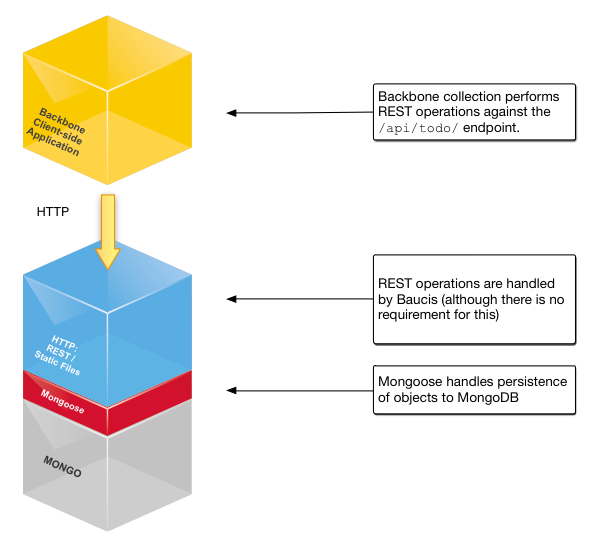 Backbone
Client-side
Application
Backbone collection performs
REST operations against the
/api/todo/ endpoint.
HTTP
REST operations are handled
by Baucis (although there is no
requirement for this)
HTTP:
REST /
Static Files
Mongoose handles persistence
of objects to MongoDB
Mongoose
MONGO